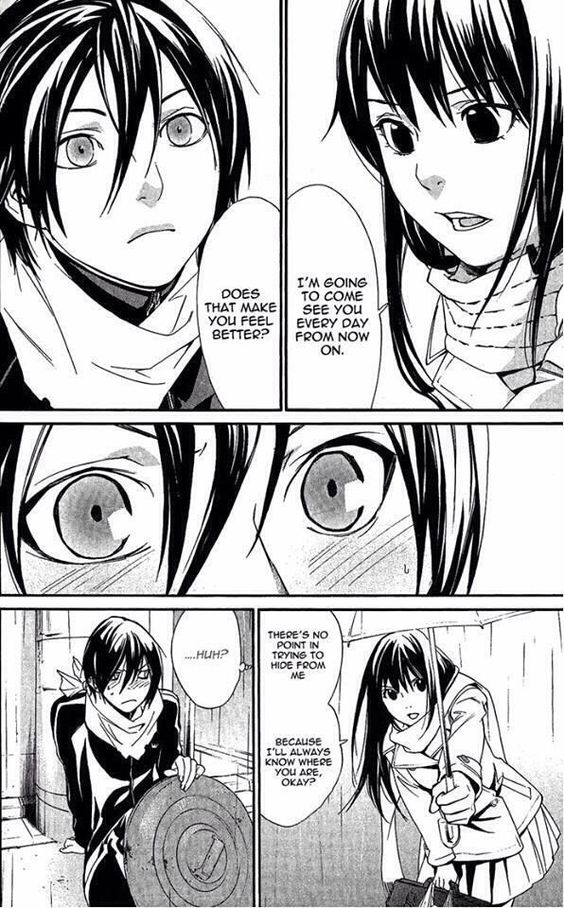 I'M GOING
TO COME
SEE YOU
EVERY DAY
FROM NOW
ON.
DOES
THAT MAKE
YOU FEEL
BETTER?
THERE'S NO
POINT IN
TRYING TO
HIDE FROM
ME
BECAUSE
I'LL ALWAYS
KNOW WHERE
YOU ARE,
OKAY?
....HUH?